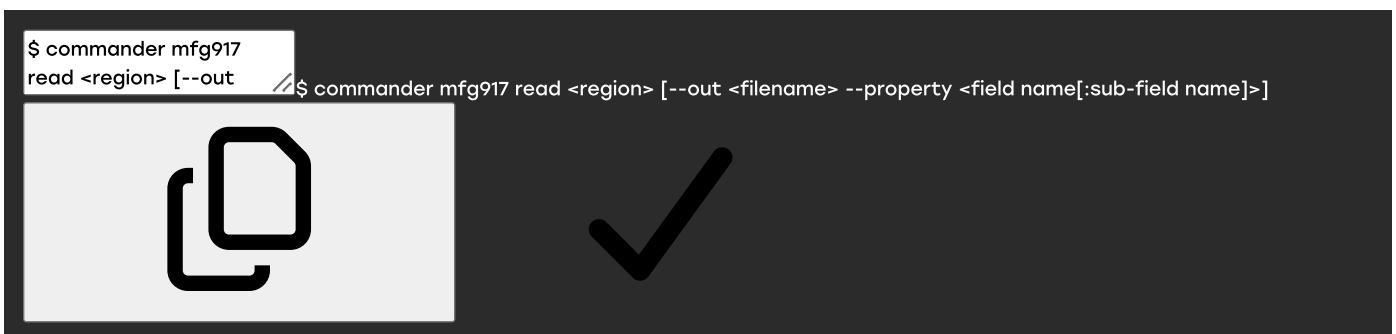 $ commander mfg917
read <region> [--out
$ commander mfg917 read <region> [--out <filename> --property <field name[:sub-field name]>]